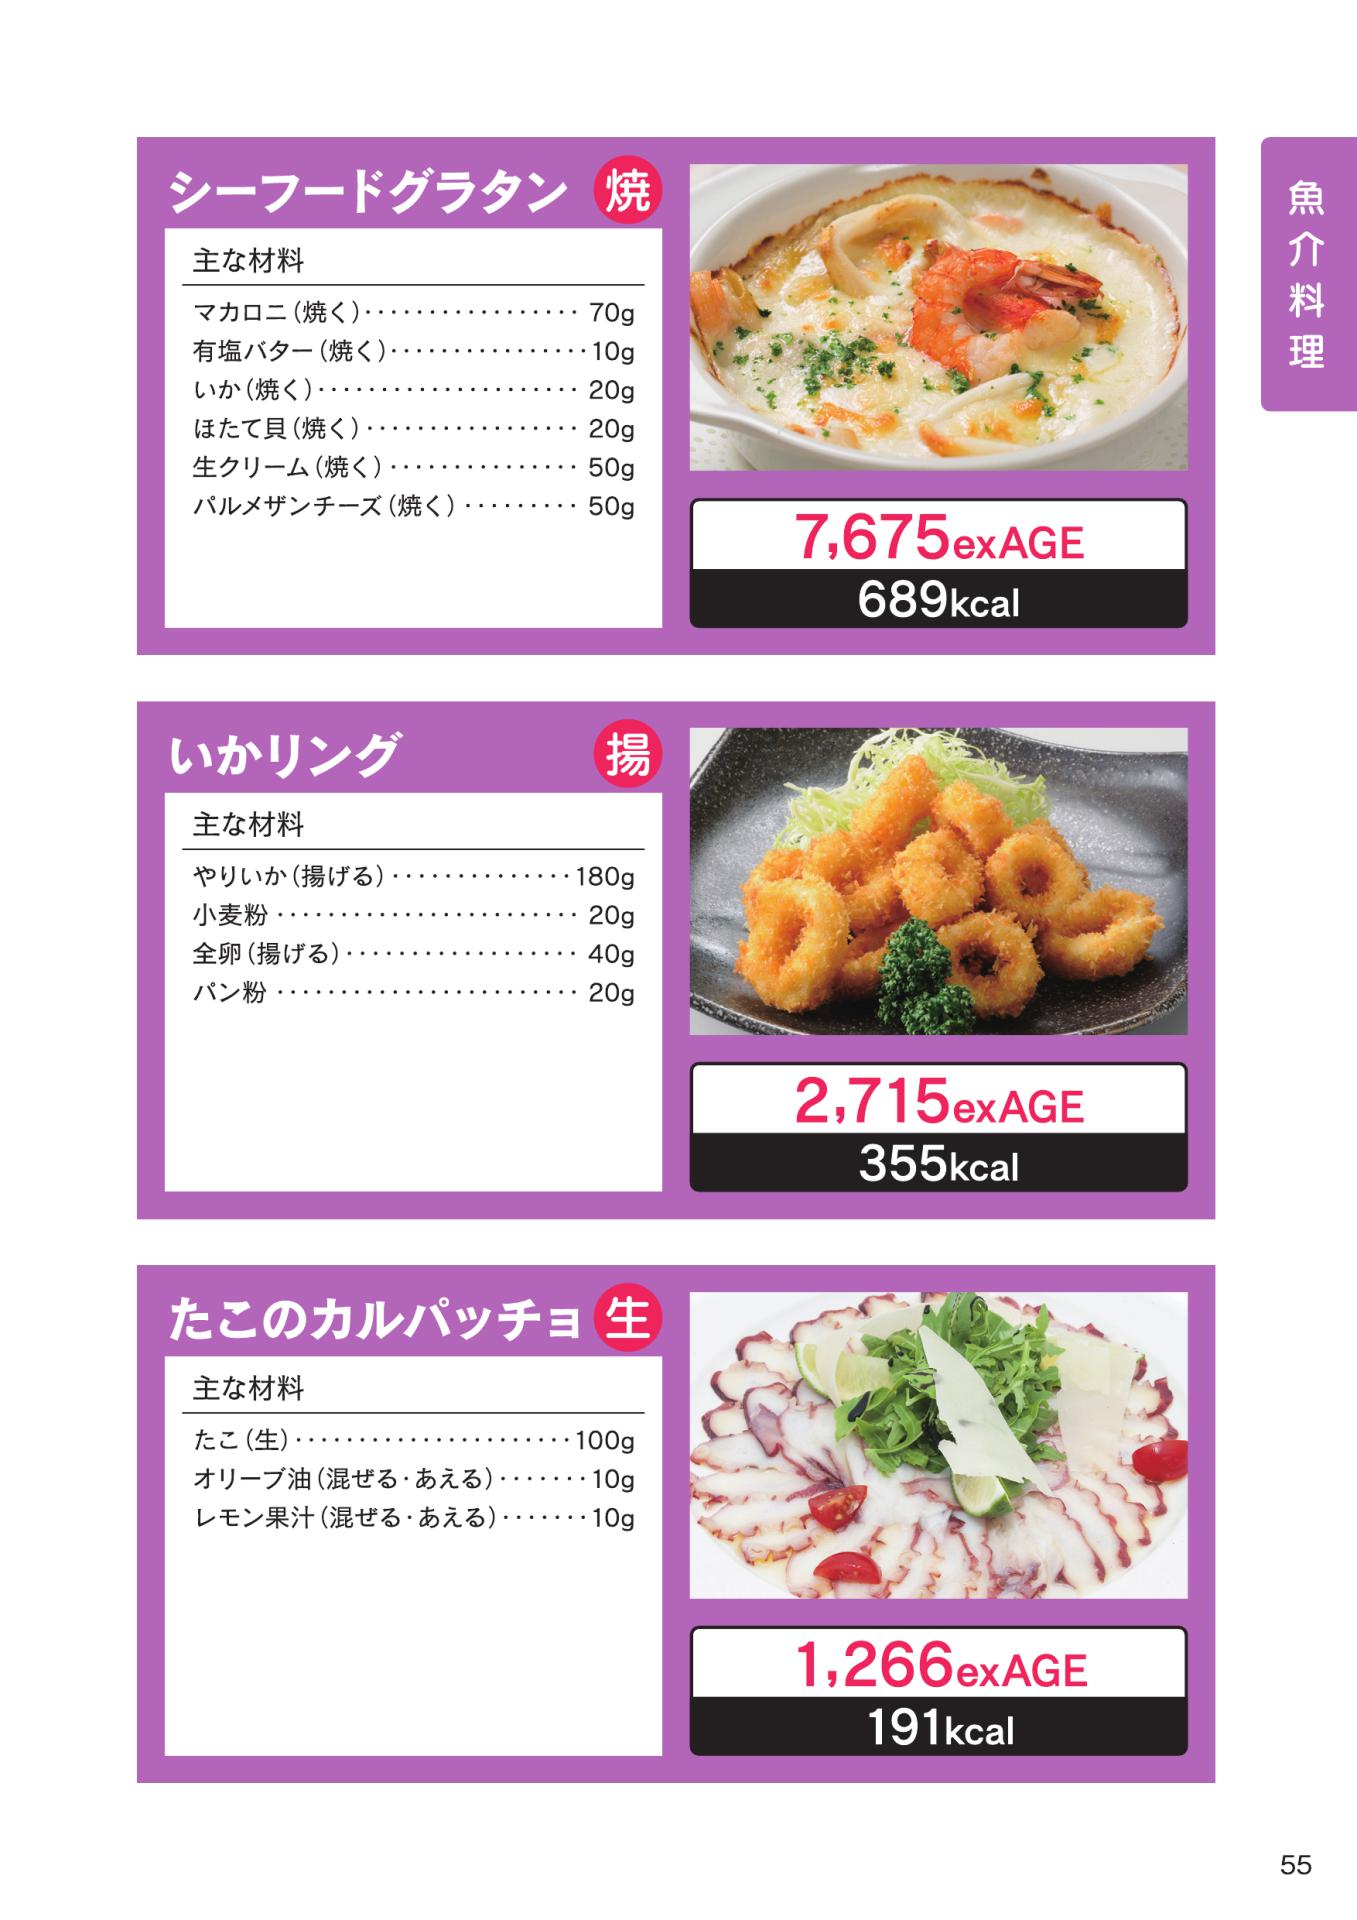 魚介料理
シーフードグラタン 焼
主な材料
マカロニ（焼く）················· 70g
有塩バター（焼く）················10g
いか（焼く）····················· 20g
ほたて貝（焼く）················· 20g
生クリーム（焼く）··············· 50g
パルメザンチーズ（焼く）········· 50g
7,675exAGE
689kcal
いかリング 揚
主な材料
やりいか（揚げる）··············180g
小麦粉························ 20g
全卵（揚げる）·················· 40g
パン粉························ 20g
2,715exAGE
355kcal
たこのカルパッチョ 生
主な材料
たこ（生）······················100g
オリーブ油（混ぜる・あえる）·······10g
レモン果汁（混ぜる・あえる）·······10g
1,266exAGE
191kcal
55